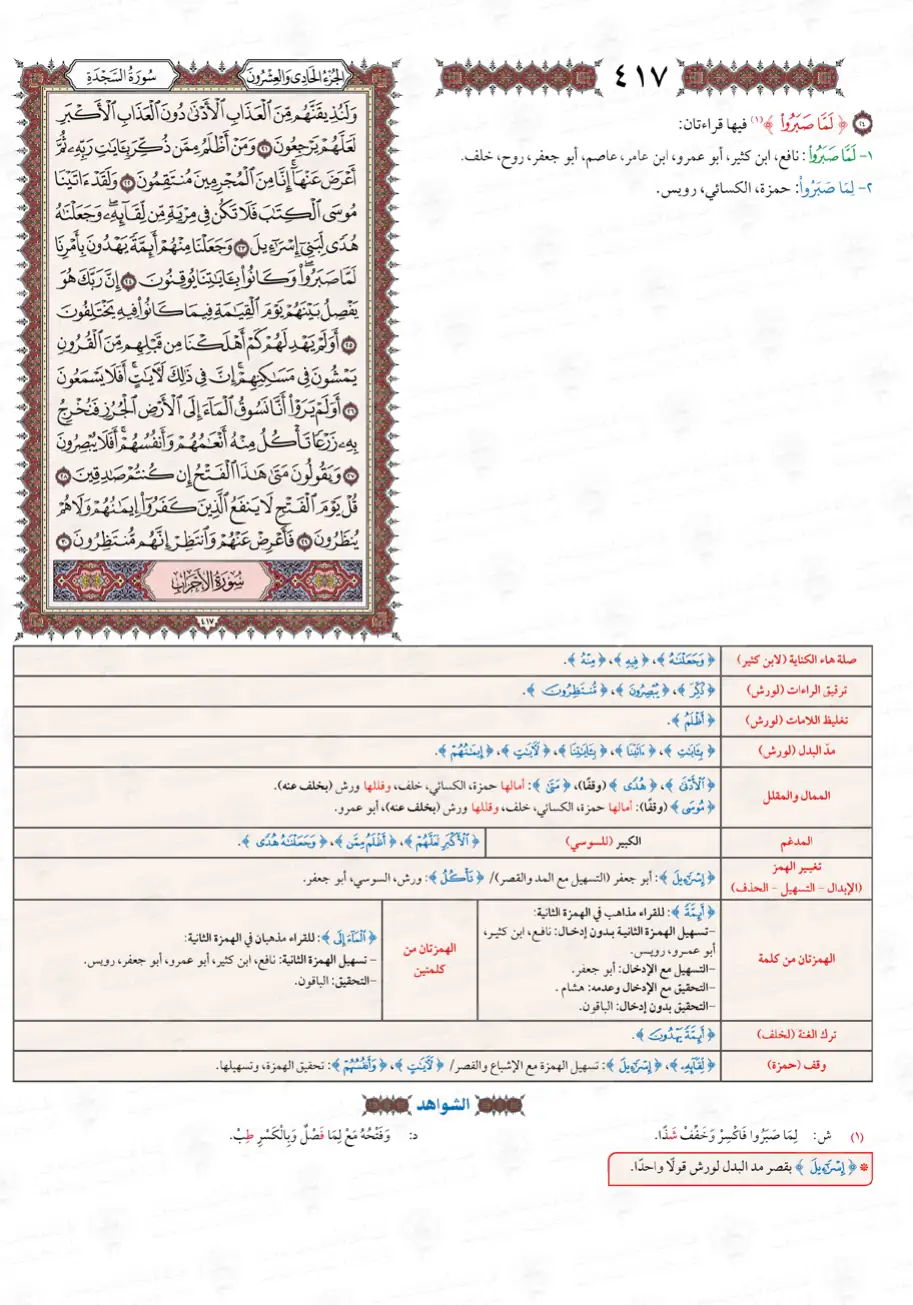 ٤١٧
٢٤ ﴿ لَمَّا صَبَرُواْ ﴾(١) فيها قراءتان:
١- لَمَّا صَبَرُواْ: نافع، ابن كثير، أبو عمرو، ابن عامر، عاصم، أبو جعفر، روح، خلف.
٢- لِمَا صَبَرُواْ: حمزة، الكسائي، رويس.
الجُزءُ الحَادِى وَالعِشْرُونَ سُورَةُ السَّجْدَةِ
وَلَنُذِيقَنَّهُم مِّنَ ٱلۡعَذَابِ ٱلۡأَدۡنَىٰ دُونَ ٱلۡعَذَابِ ٱلۡأَكۡبَرِ
لَعَلَّهُمۡ يَرۡجِعُونَ ٢١ وَمَنۡ أَظۡلَمُ مِمَّن ذُكِّرَ بِـَٔايَٰتِ رَبِّهِۦ ثُمَّ
أَعۡرَضَ عَنۡهَآۚ إِنَّا مِنَ ٱلۡمُجۡرِمِينَ مُنتَقِمُونَ ٢٢ وَلَقَدۡ ءَاتَيۡنَا
مُوسَى ٱلۡكِتَٰبَ فَلَا تَكُن فِي مِرۡيَةٖ مِّن لِّقَآئِهِۦۖ وَجَعَلۡنَٰهُ
هُدٗى لِّبَنِيٓ إِسۡرَٰٓءِيلَ ٢٣ وَجَعَلۡنَا مِنۡهُمۡ أَئِمَّةٗ يَهۡدُونَ بِأَمۡرِنَا
لَمَّا صَبَرُواْۖ وَكَانُواْ بِـَٔايَٰتِنَا يُوقِنُونَ ٢٤ إِنَّ رَبَّكَ هُوَ
يَفۡصِلُ بَيۡنَهُمۡ يَوۡمَ ٱلۡقِيَٰمَةِ فِيمَا كَانُواْ فِيهِ يَخۡتَلِفُونَ
٢٥ أَوَلَمۡ يَهۡدِ لَهُمۡ كَمۡ أَهۡلَكۡنَا مِن قَبۡلِهِم مِّنَ ٱلۡقُرُونِ
يَمۡشُونَ فِي مَسَٰكِنِهِمۡۚ إِنَّ فِي ذَٰلِكَ لَأٓيَٰتٍۚ أَفَلَا يَسۡمَعُونَ
٢٦ أَوَلَمۡ يَرَوۡاْ أَنَّا نَسُوقُ ٱلۡمَآءَ إِلَى ٱلۡأَرۡضِ ٱلۡجُرُزِ فَنُخۡرِجُ
بِهِۦ زَرۡعٗا تَأۡكُلُ مِنۡهُ أَنۡعَٰمُهُمۡ وَأَنفُسُهُمۡۚ أَفَلَا يُبۡصِرُونَ
٢٧ وَيَقُولُونَ مَتَىٰ هَٰذَا ٱلۡفَتۡحُ إِن كُنتُمۡ صَٰدِقِينَ ٢٨
قُلۡ يَوۡمَ ٱلۡفَتۡحِ لَا يَنفَعُ ٱلَّذِينَ كَفَرُوٓاْ إِيمَٰنُهُمۡ وَلَا هُمۡ
يُنظَرُونَ ٢٩ فَأَعۡرِضۡ عَنۡهُمۡ وَٱنتَظِرۡ إِنَّهُم مُّنتَظِرُونَ ٣٠
سُورَةُ الأَحْزَابِ
٤١٧
صلة هاء الكناية (لابن كثير) ﴿ وَجَعَلۡنَٰهُ ﴾، ﴿ فِيهِ ﴾، ﴿ مِنۡهُ ﴾.
ترقيق الراءات (لورش) ﴿ ذُكِّرَ ﴾، ﴿ يُبۡصِرُونَ ﴾، ﴿ مُّنتَظِرُونَ ﴾.
تغليظ اللامات (لورش) ﴿ أَظۡلَمُ ﴾.
مدّ البدل (لورش) ﴿ بِـَٔايَٰتِ ﴾، ﴿ ءَاتَيۡنَا ﴾، ﴿ بِـَٔايَٰتِنَا ﴾، ﴿ لَأٓيَٰتٍ ﴾، ﴿ إِيمَٰنُهُمۡ ﴾.
الممال والمقلل
﴿ ٱلۡأَدۡنَىٰ ﴾، ﴿ هُدٗى ﴾ (وقفًا)، ﴿ مَتَىٰ ﴾: أمالها حمزة، الكسائي، خلف، وقللها ورش (بخلف عنه).
﴿ مُوسَى ﴾ (وقفًا): أمالها حمزة، الكسائي، خلف، وقللها ورش (بخلف عنه)، أبو عمرو.
المدغم الكبير (للسوسي) ﴿ ٱلۡأَكۡبَرِ لَعَلَّهُمۡ ﴾، ﴿ أَظۡلَمُ مِمَّن ﴾، ﴿ وَجَعَلۡنَٰهُ هُدٗى ﴾.
تغيير الهمز
(الإبدال - التسهيل - الحذف) ﴿ إِسۡرَٰٓءِيلَ ﴾: أبو جعفر (التسهيل مع المد والقصر)/ ﴿ تَأۡكُلُ ﴾: ورش، السوسي، أبو جعفر.
الهمزتان من كلمة
﴿ أَئِمَّةٗ ﴾: للقراء مذاهب في الهمزة الثانية:
-تسهيل الهمزة الثانية بدون إدخال: نافع، ابن كثير،
أبو عمرو، رويس.
-التسهيل مع الإدخال: أبو جعفر.
-التحقيق مع الإدخال وعدمه: هشام .
-التحقيق بدون إدخال: الباقون.
الهمزتان من
كلمتين
﴿ ٱلۡمَآءَ إِلَى ﴾: للقراء مذهبان في الهمزة الثانية:
- تسهيل الهمزة الثانية: نافع، ابن كثير، أبو عمرو، أبو جعفر، رويس.
-التحقيق: الباقون.
ترك الغنة (لخلف) ﴿ أَئِمَّةٗ يَهۡدُونَ ﴾.
وقف (حمزة) ﴿ لِّقَآئِهِۦ ﴾، ﴿ إِسۡرَٰٓءِيلَ ﴾: تسهيل الهمزة مع الإشباع والقصر/ ﴿ لَأٓيَٰتٍ ﴾، ﴿ وَأَنفُسُهُمۡ ﴾: تحقيق الهمزة، وتسهيلها.
الشواهد
(١) ش: لِمَا صَبَرُوا فَاكْسِرْ وَخَفِّفْ شَذًا. د: وَفَتْحُهُ مَعْ لِمَا فَصْلٌ وَبِالْكَسْرِ طِبْ.
* ﴿ إِسۡرَٰٓءِيلَ ﴾ بقصر مد البدل لورش قولًا واحدًا.